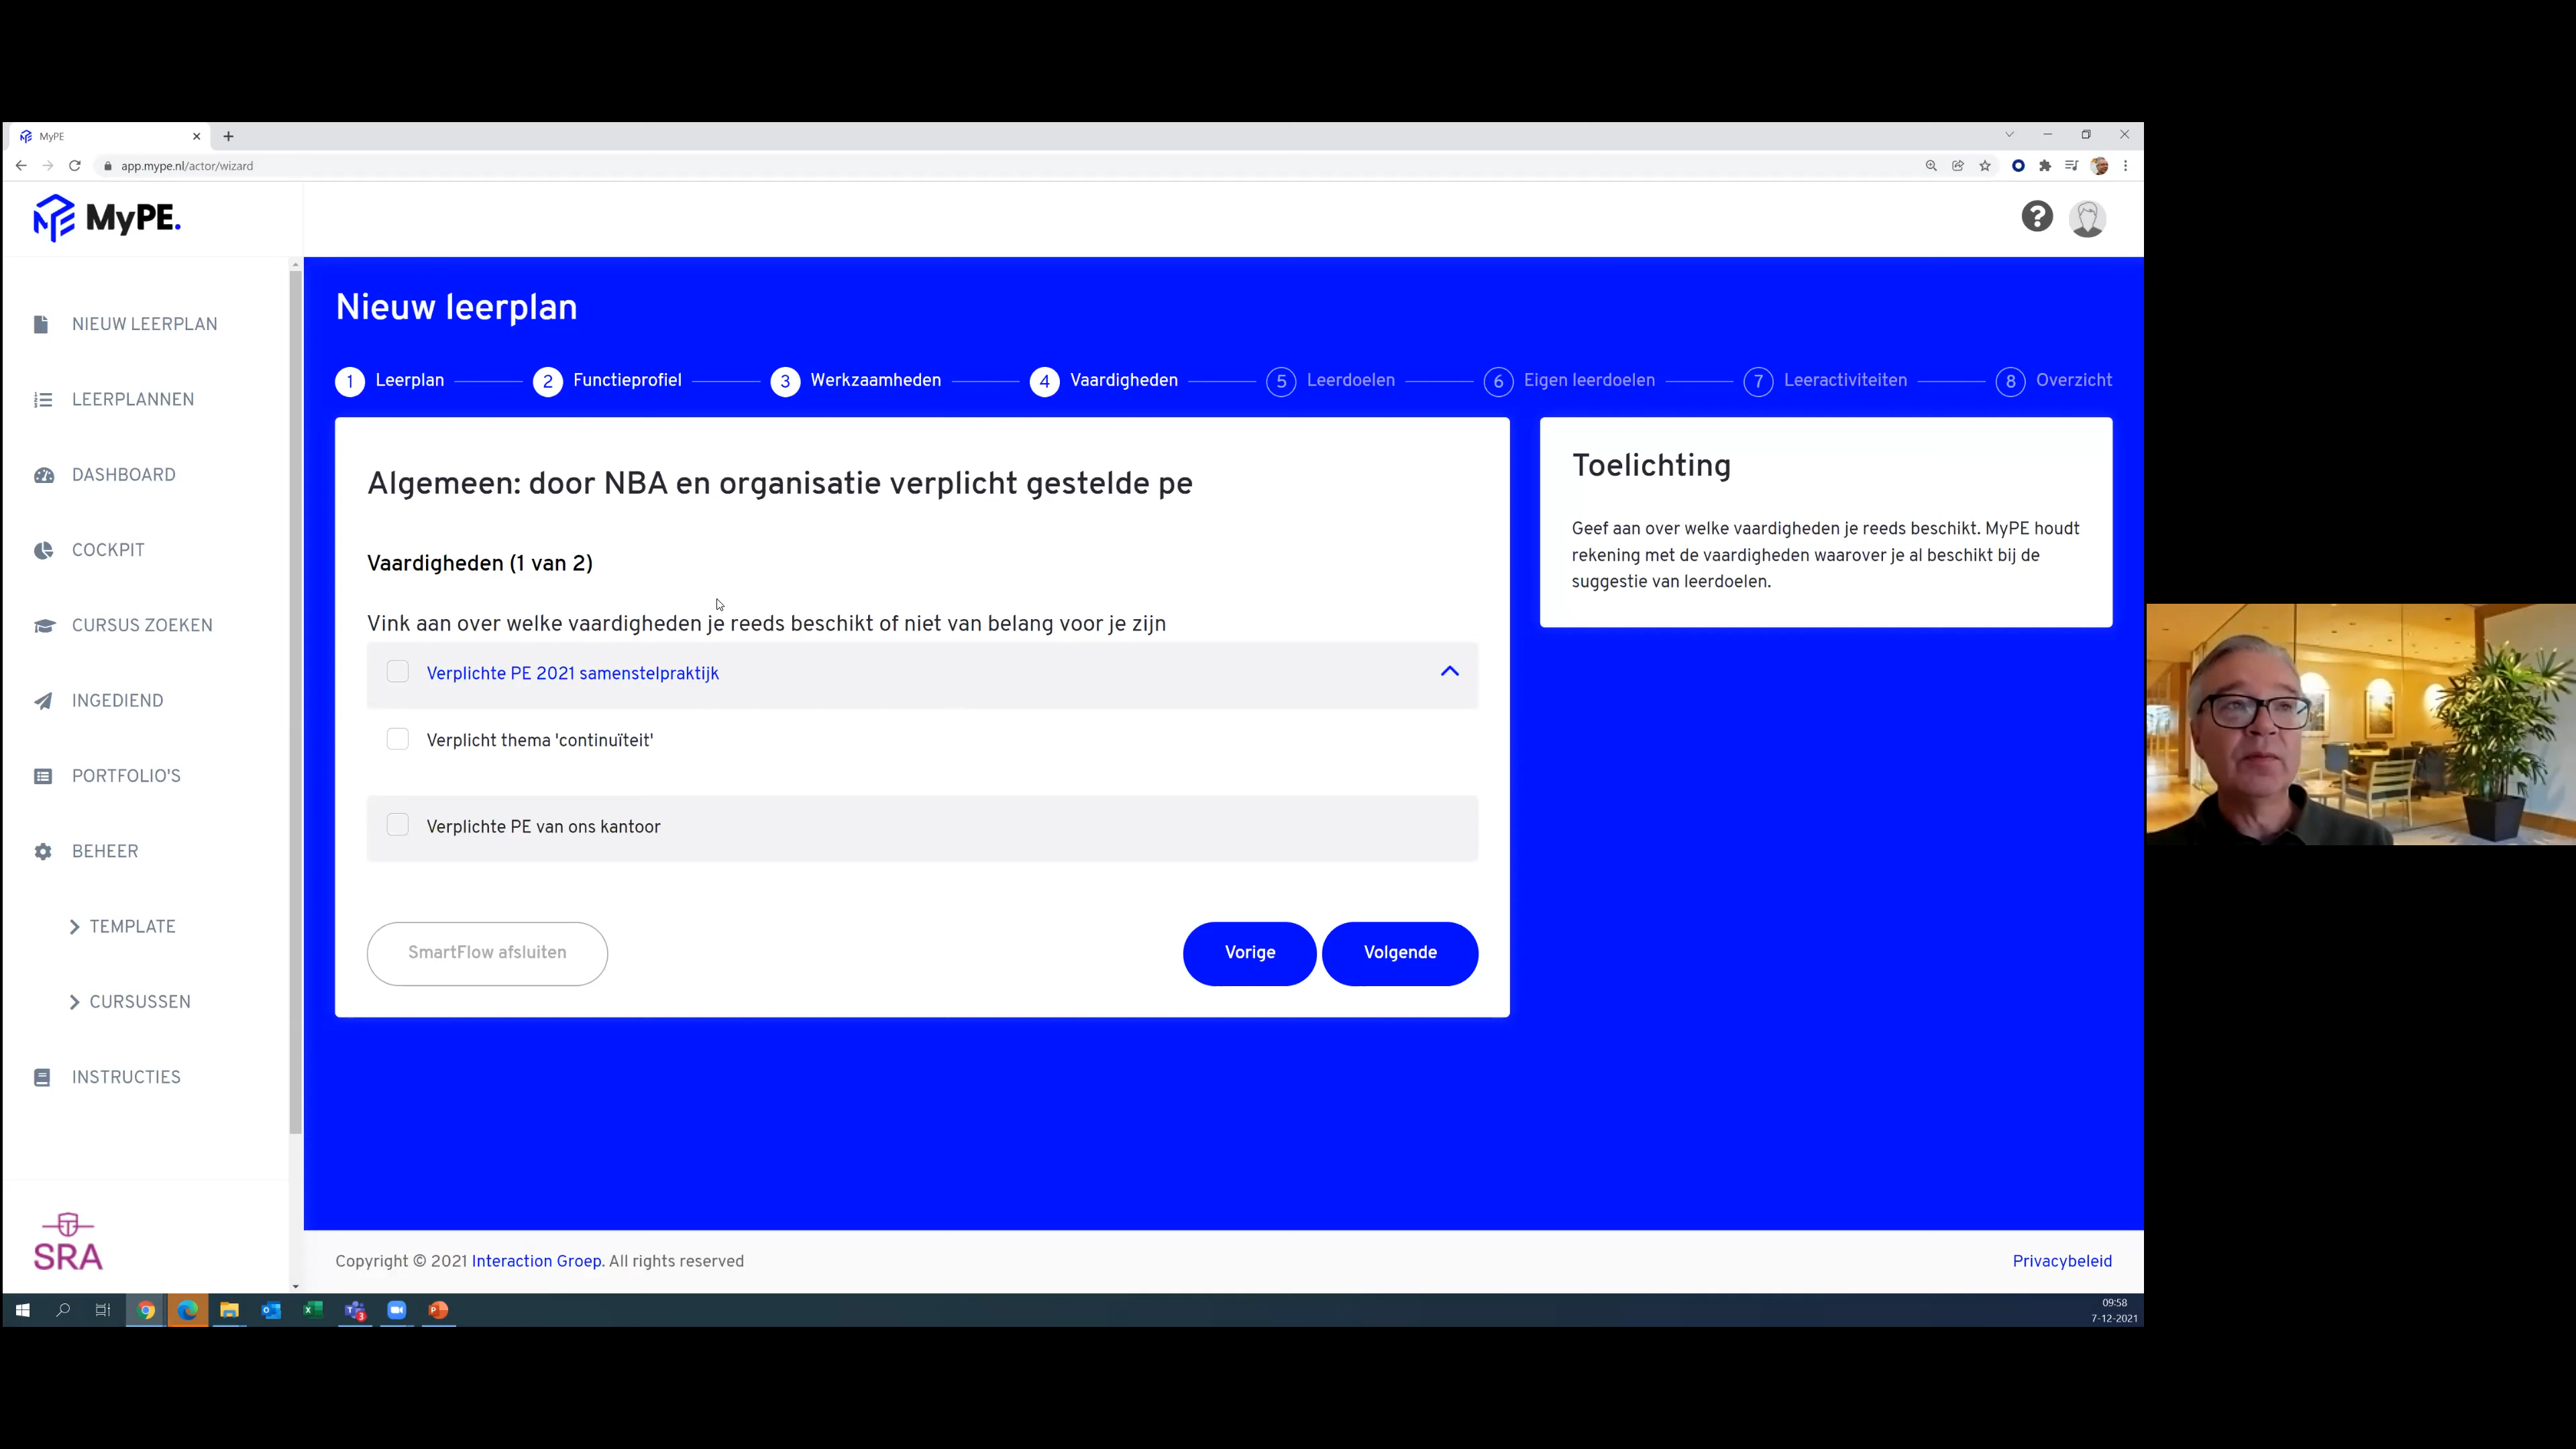 MyPE
app.mype.nl/actor/wizard
MyPE.
NIEUW LEERPLAN
LEERPLANNEN
DASHBOARD
COCKPIT
CURSUS ZOEKEN
INGEDIEND
PORTFOLIO'S
BEHEER
TEMPLATE
CURSUSSEN
INSTRUCTIES
SRA
Nieuw leerplan
1 Leerplan 2 Functieprofiel 3 Werkzaamheden 4 Vaardigheden 5 Leerdoelen 6 Eigen leerdoelen 7 Leeractiviteiten 8 Overzicht
Algemeen: door NBA en organisatie verplicht gestelde pe
Vaardigheden (1 van 2)
Vink aan over welke vaardigheden je reeds beschikt of niet van belang voor je zijn
Verplichte PE 2021 samenstelpraktijk
Verplicht thema 'continuïteit'
Verplichte PE van ons kantoor
SmartFlow afsluiten
Vorige
Volgende
Toelichting
Geef aan over welke vaardigheden je reeds beschikt. MyPE houdt
rekening met de vaardigheden waarover je al beschikt bij de
suggestie van leerdoelen.
Copyright © 2021 Interaction Groep. All rights reserved
Privacybeleid
09:58
7-12-2021